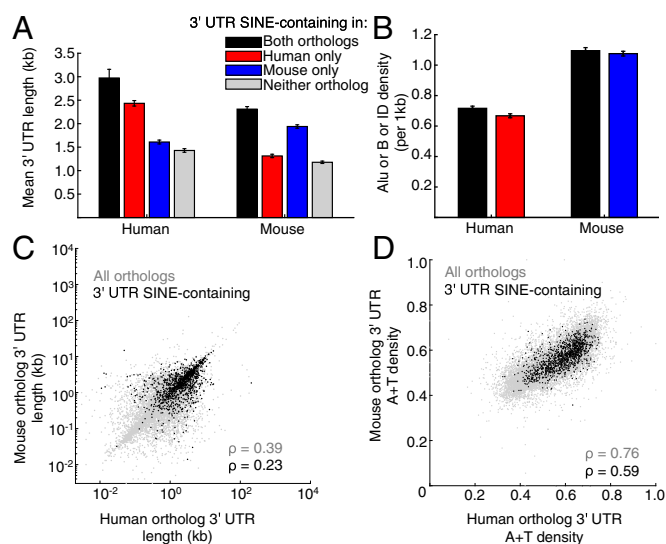 A
3' UTR SINE-containing in:
Both orthologs
Human only
Mouse only
Neither ortholog
Mean 3' UTR length (kb)
3.5
3.0
2.5
2.0
1.5
1.0
0.5
Human
Mouse
B
Alu or B or ID density
(per 1kb)
1.2
1.0
0.8
0.6
0.4
0.2
Human
Mouse
C
All orthologs
3' UTR SINE-containing
Mouse ortholog 3' UTR
length (kb)
10⁴
10³
10²
10¹
10⁰
10⁻¹
10⁻²
ρ = 0.39
ρ = 0.23
10⁻² 10⁰ 10² 10⁴
Human ortholog 3' UTR
length (kb)
D
All orthologs
3' UTR SINE-containing
Mouse ortholog 3' UTR
A+T density
1.0
0.8
0.6
0.4
0.2
0
ρ = 0.76
ρ = 0.59
0.2 0.4 0.6 0.8 1.0
Human ortholog 3' UTR
A+T density